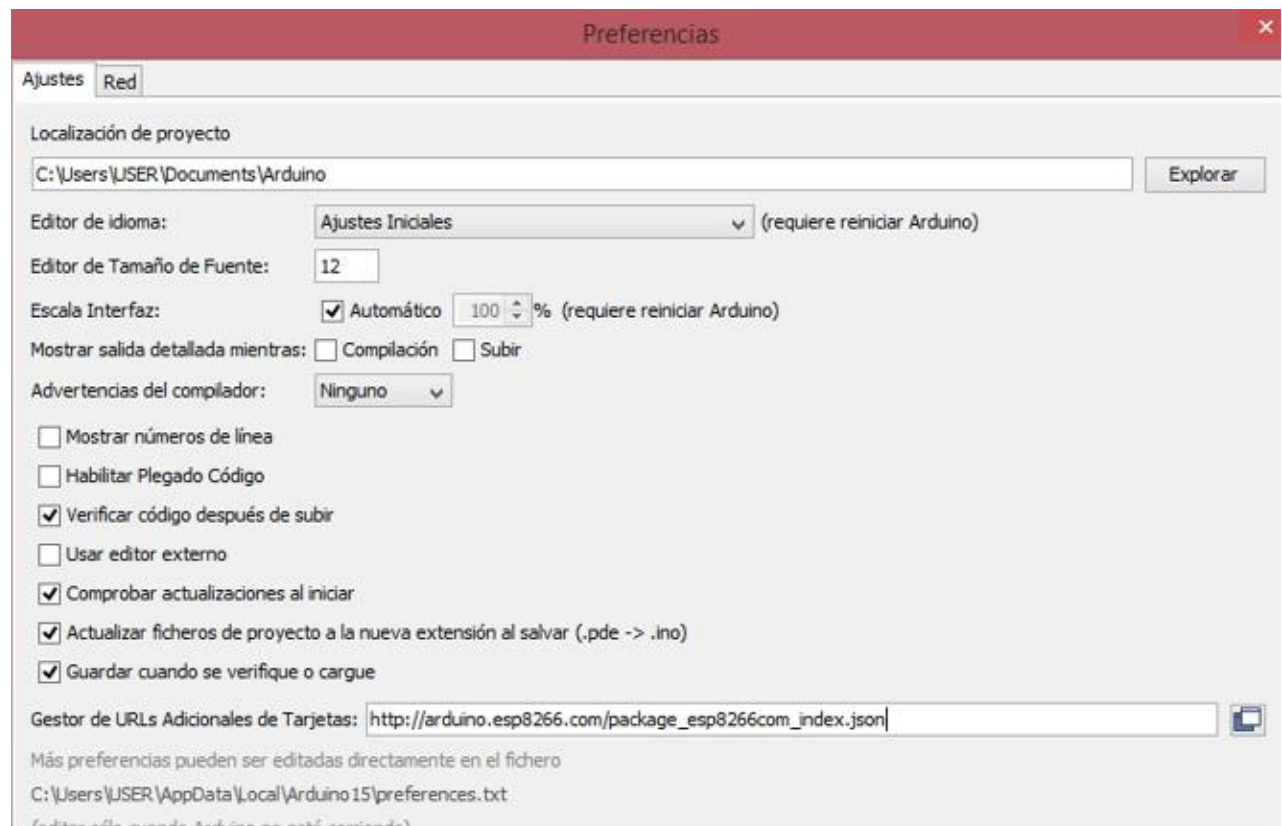 Preferencias
Ajustes Red
Localización de proyecto
C:\Users\USER\Documents\Arduino Explorar
Editor de idioma: Ajustes Iniciales (requiere reiniciar Arduino)
Editor de Tamaño de Fuente: 12
Escala Interfaz: Automático 100 % (requiere reiniciar Arduino)
Mostrar salida detallada mientras: Compilación Subir
Advertencias del compilador: Ninguno
Mostrar números de línea
Habilitar Plegado Código
Verificar código después de subir
Usar editor externo
Comprobar actualizaciones al iniciar
Actualizar ficheros de proyecto a la nueva extensión al salvar (.pde -> .ino)
Guardar cuando se verifique o cargue
Gestor de URLs Adicionales de Tarjetas: http://arduino.esp8266.com/package_esp8266com_index.json
Más preferencias pueden ser editadas directamente en el fichero
C:\Users\USER\AppData\Local\Arduino15\preferences.txt